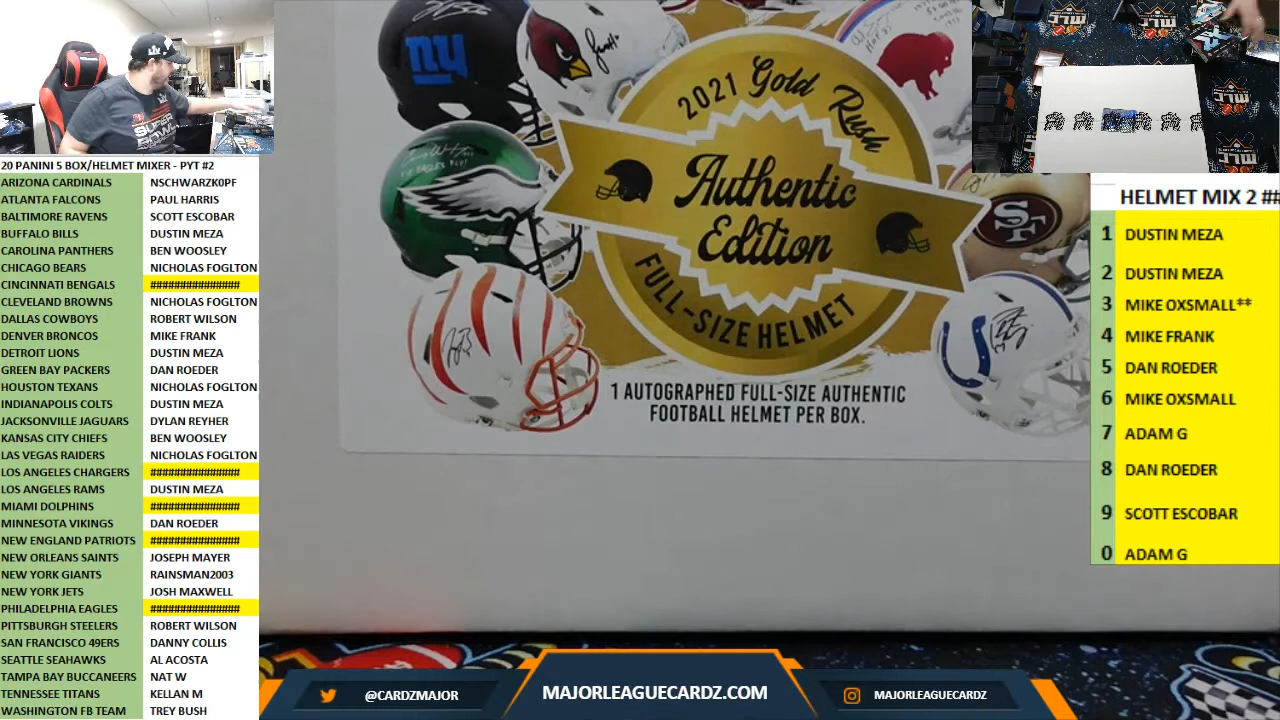 20 PANINI 5 BOX/HELMET MIXER - PYT #2
ARIZONA CARDINALS NSCHWARZK0PF
ATLANTA FALCONS PAUL HARRIS
BALTIMORE RAVENS SCOTT ESCOBAR
BUFFALO BILLS DUSTIN MEZA
CAROLINA PANTHERS BEN WOOSLEY
CHICAGO BEARS NICHOLAS FOGLTON
CINCINNATI BENGALS ###############
CLEVELAND BROWNS NICHOLAS FOGLTON
DALLAS COWBOYS ROBERT WILSON
DENVER BRONCOS MIKE FRANK
DETROIT LIONS DUSTIN MEZA
GREEN BAY PACKERS DAN ROEDER
HOUSTON TEXANS NICHOLAS FOGLTON
INDIANAPOLIS COLTS DUSTIN MEZA
JACKSONVILLE JAGUARS DYLAN REYHER
KANSAS CITY CHIEFS BEN WOOSLEY
LAS VEGAS RAIDERS NICHOLAS FOGLTON
LOS ANGELES CHARGERS ###############
LOS ANGELES RAMS DUSTIN MEZA
MIAMI DOLPHINS ###############
MINNESOTA VIKINGS DAN ROEDER
NEW ENGLAND PATRIOTS ###############
NEW ORLEANS SAINTS JOSEPH MAYER
NEW YORK GIANTS RAINSMAN2003
NEW YORK JETS JOSH MAXWELL
PHILADELPHIA EAGLES ###############
PITTSBURGH STEELERS ROBERT WILSON
SAN FRANCISCO 49ERS DANNY COLLIS
SEATTLE SEAHAWKS AL ACOSTA
TAMPA BAY BUCCANEERS NAT W
TENNESSEE TITANS KELLAN M
WASHINGTON FB TEAM TREY BUSH
ny
2021 Gold Rush
Authentic
Edition
FULL-SIZE HELMET
SF
1 AUTOGRAPHED FULL-SIZE AUTHENTIC
FOOTBALL HELMET PER BOX.
HELMET MIX 2 ##
1 DUSTIN MEZA
2 DUSTIN MEZA
3 MIKE OXSMALL**
4 MIKE FRANK
5 DAN ROEDER
6 MIKE OXSMALL
7 ADAM G
8 DAN ROEDER
9 SCOTT ESCOBAR
0 ADAM G
@CARDZMAJOR
MAJORLEAGUECARDZ.COM
MAJORLEAGUECARDZ